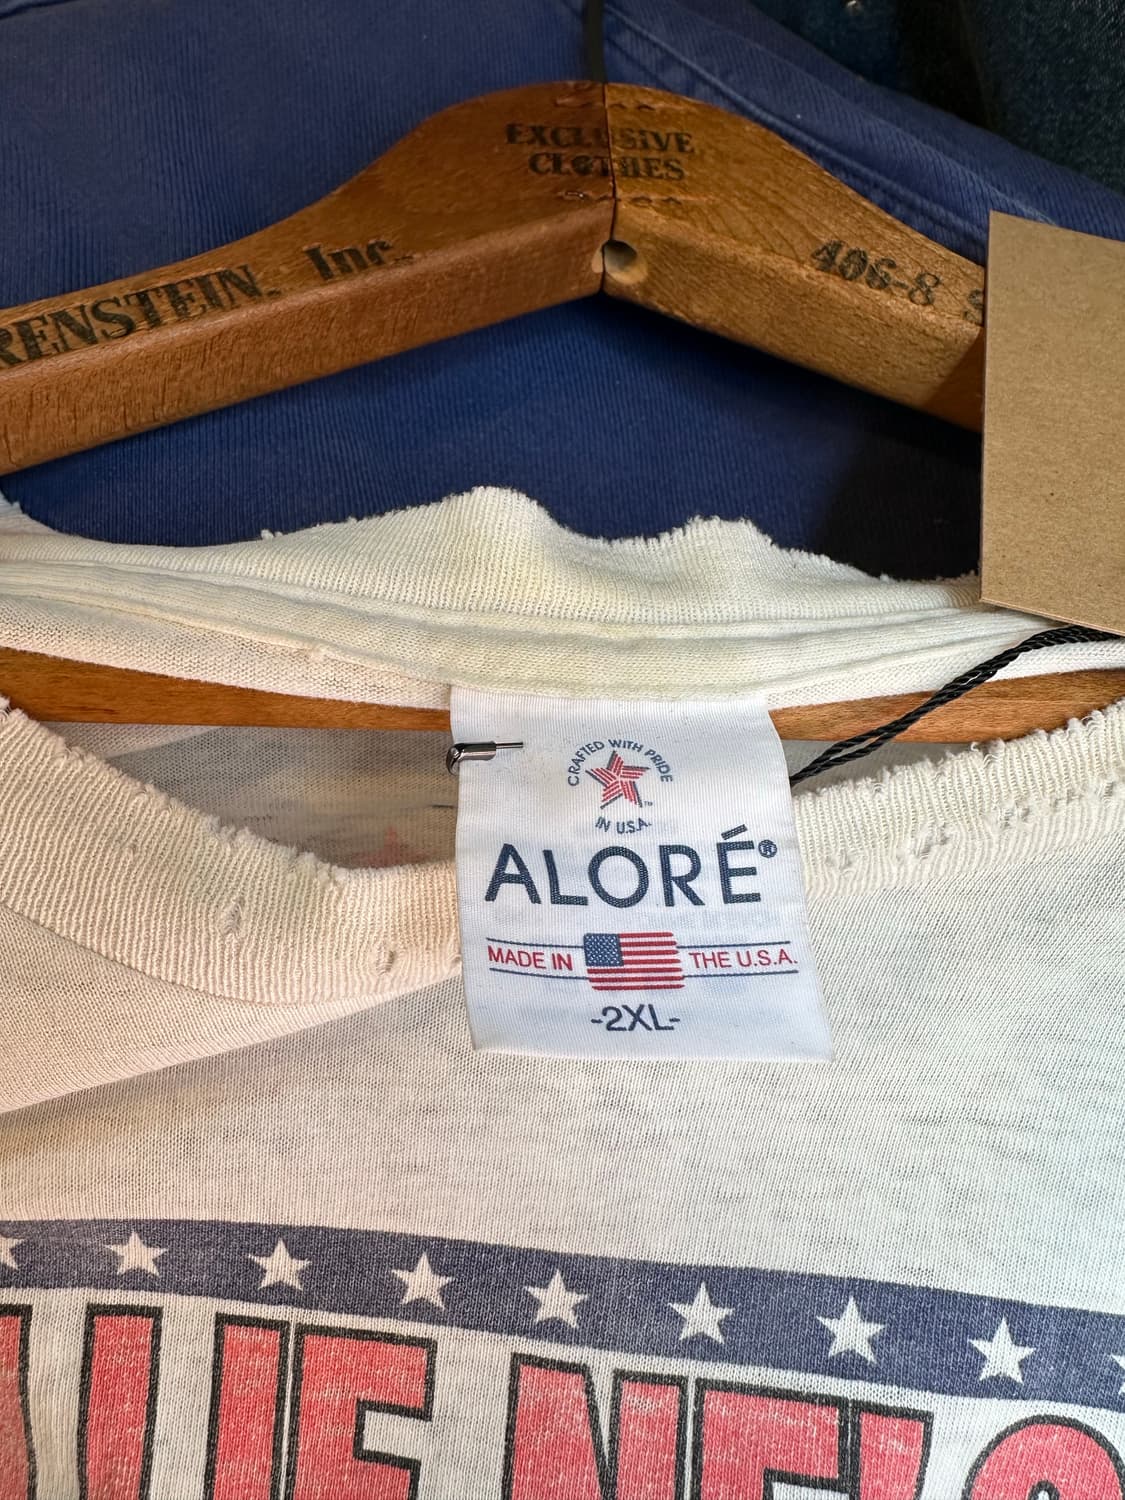 EXCLUSIVE
CLOTHES
RENSTEIN, Inc.
406-8
CRAFTED WITH PRIDE
IN U.S.A.
ALORÉ®
MADE IN THE U.S.A.
-2XL-